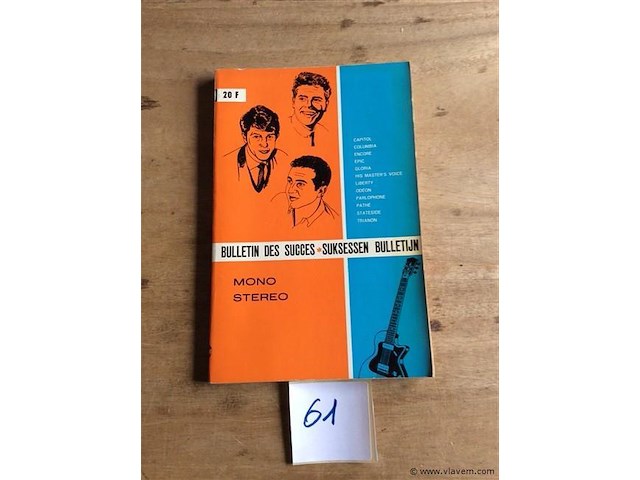 20 F
CAPITOL
COLUMBIA
ENCORE
EPIC
GLORIA
HIS MASTER'S VOICE
LIBERTY
ODEON
PARLOPHONE
PATHE
STATESIDE
TRIANON
BULLETIN DES SUCCES * SUKSESSEN BULLETIJN
MONO
STEREO
61
© www.vlavem.com